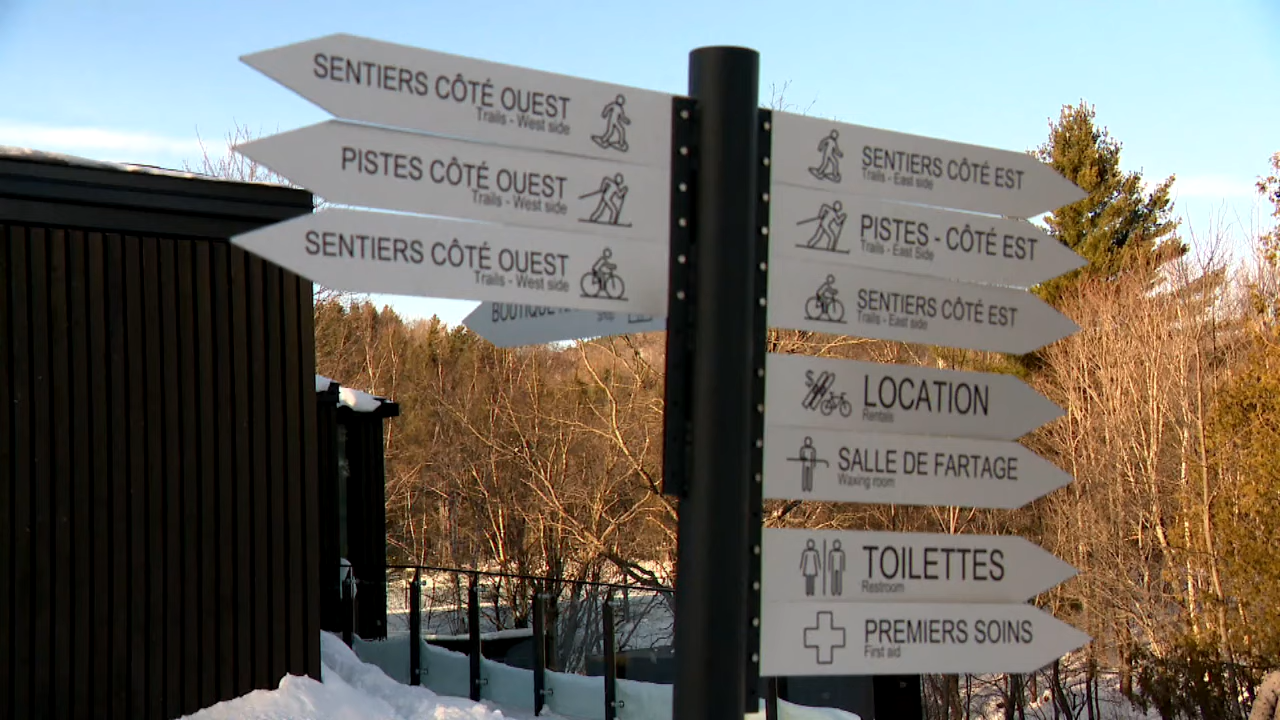 SENTIERS CÔTÉ OUEST
Trails - West side
PISTES CÔTÉ OUEST
Trails - West side
SENTIERS CÔTÉ OUEST
Trails - West side
BOUTIQUE
SENTIERS CÔTÉ EST
Trails - East side
PISTES - CÔTÉ EST
Trails - East Side
SENTIERS CÔTÉ EST
Trails - East side
$
LOCATION
Rentals
SALLE DE FARTAGE
Waxing room
TOILETTES
Restroom
PREMIERS SOINS
First aid